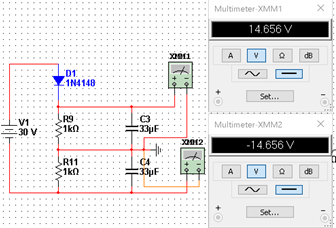 Multimeter-XMM1
14.656 V
A V Ω dB
+ Set... -
Multimeter-XMM2
-14.656 V
A V Ω dB
+ Set... -
D1
1N4148
V1
30 V
R9
1kΩ
C3
33µF
R11
1kΩ
C4
33µF